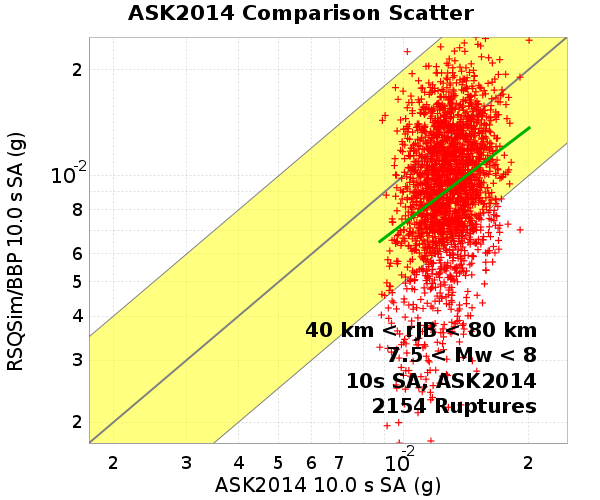 ASK2014 Comparison Scatter
RSQSim/BBP 10.0 s SA (g)
2
10-2
8
6
5
4
3
2
40 km < rJB < 80 km
7.5 < Mw < 8
10s SA, ASK2014
2154 Ruptures
2 3 4 5 6 7 10-2 2
ASK2014 10.0 s SA (g)